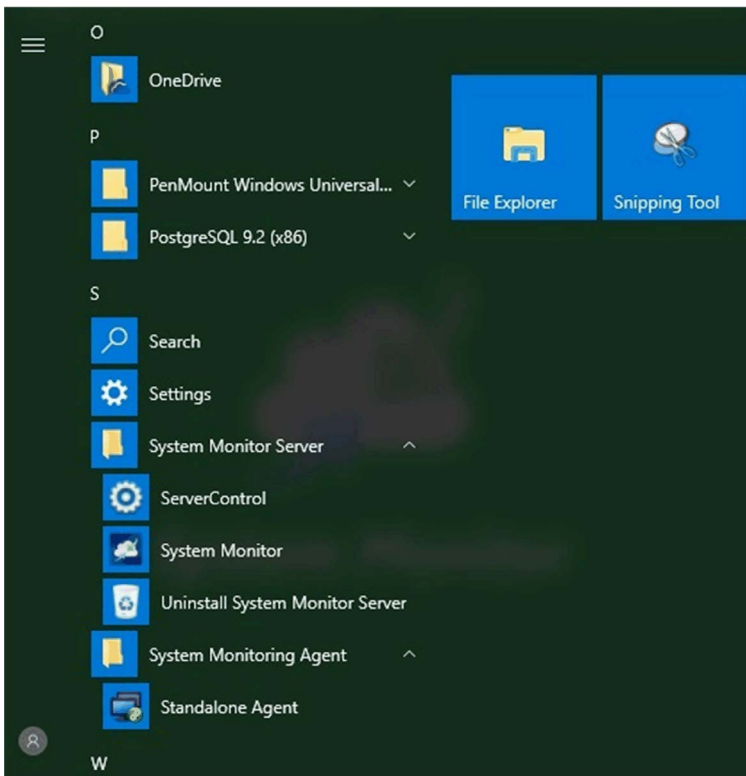 O
OneDrive
P
PenMount Windows Universal...
PostgreSQL 9.2 (x86)
S
Search
Settings
System Monitor Server
ServerControl
System Monitor
Uninstall System Monitor Server
System Monitoring Agent
Standalone Agent
W
File Explorer
Snipping Tool